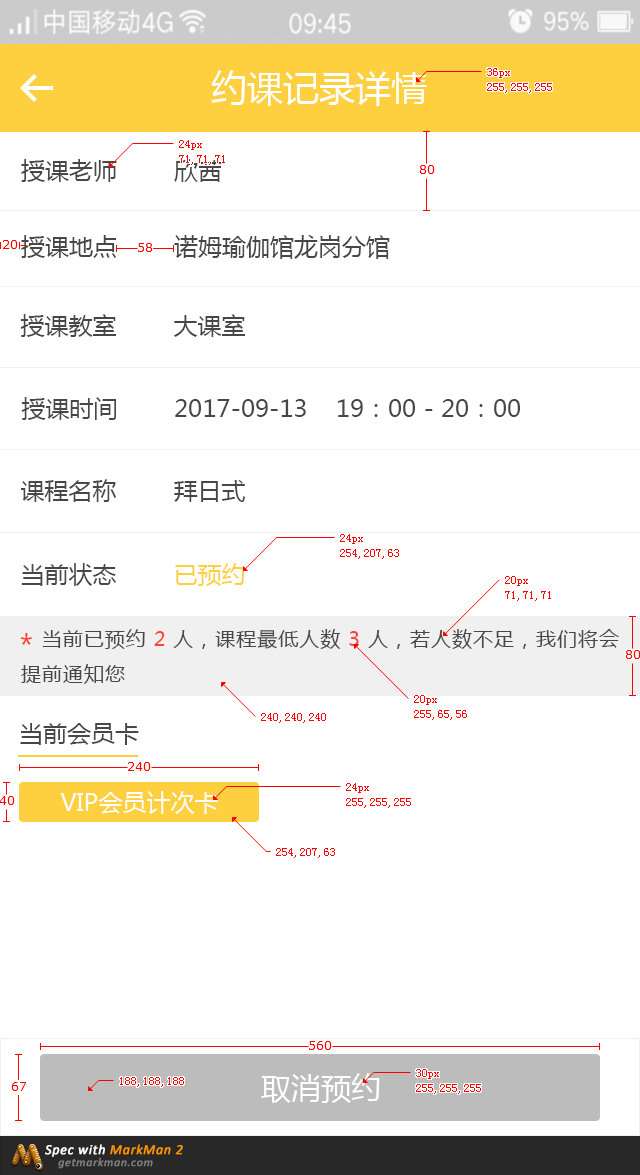 中国移动4G 09:45 95%
约课记录详情
36px
255, 255, 255
24px
71, 71, 71
授课老师 欣茜
80
20 授课地点 58 诺姆瑜伽馆龙岗分馆
授课教室 大课室
授课时间 2017-09-13 19：00 - 20：00
课程名称 拜日式
24px
254, 207, 63
当前状态 已预约
20px
71, 71, 71
* 当前已预约 2 人，课程最低人数 3 人，若人数不足，我们将会
80
提前通知您
20px
255, 65, 56
240, 240, 240
当前会员卡
240
24px
255, 255, 255
40 VIP会员计次卡
254, 207, 63
560
67
188, 188, 188
30px
255, 255, 255
取消预约
Spec with MarkMan 2
getmarkman.com